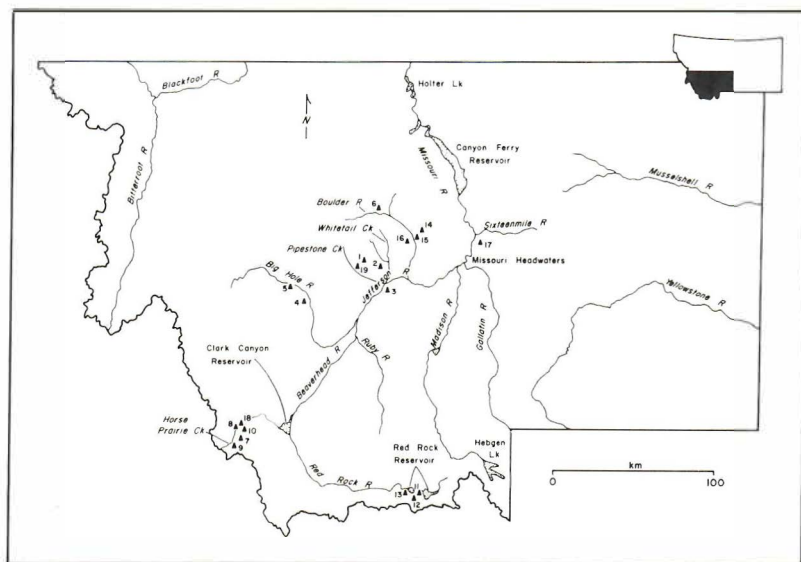 Blackfoot R
Holter Lk
Bitterroot R
Canyon Ferry
Reservoir
Missouri R
Musselshell R
6
Boulder R
14
Whitetail Ck
16
15
Sixteenmile R
17
Pipestone Ck
1
19
2
Missouri Headwaters
Big Hole R
5
4
Jefferson R
3
Yellowstone R
Madison R
Gallatin R
Clark Canyon
Reservoir
Beaverhead R
Ruby R
Horse
Prairie Ck
18
8
10
7
9
Red Rock R
Red Rock
Reservoir
Hebgen
Lk
13
11
12
km
0
100
N